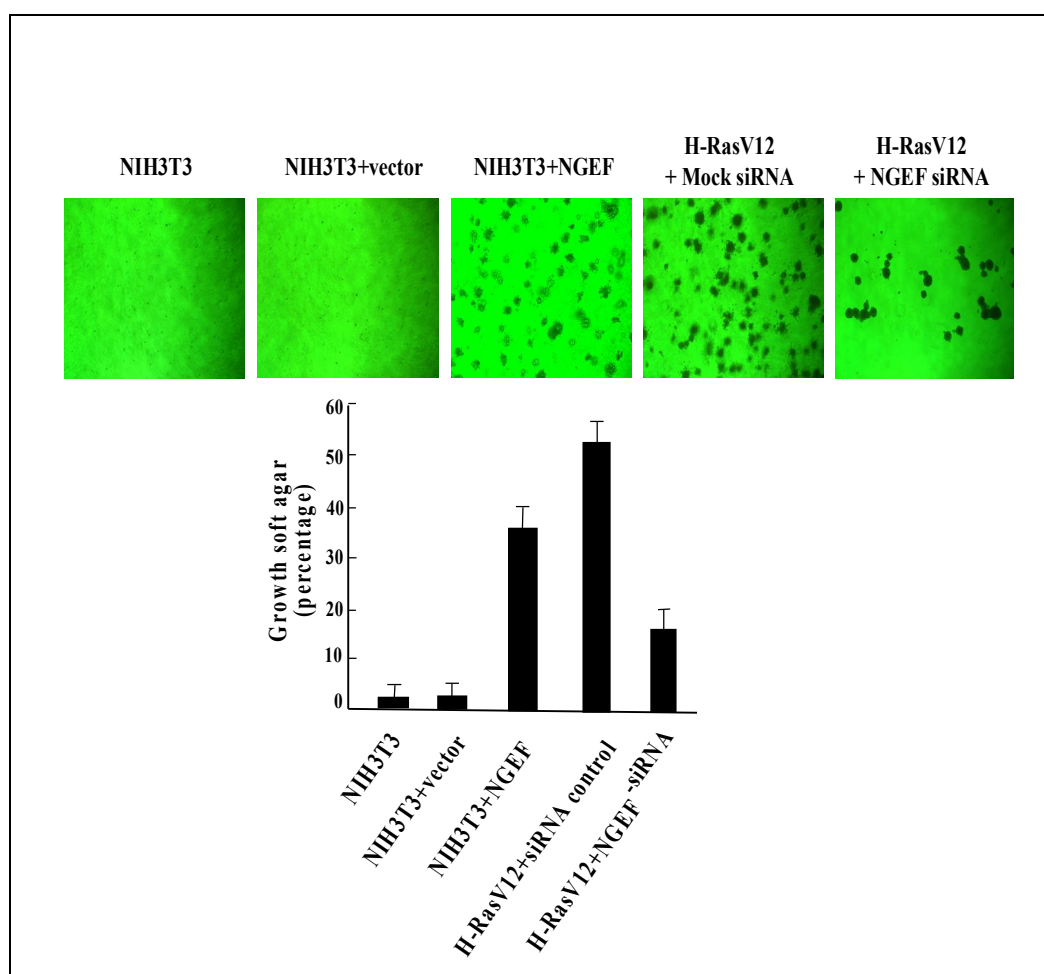 NIH3T3
NIH3T3+vector
NIH3T3+NGEF
H-RasV12
+ Mock siRNA
H-RasV12
+ NGEF siRNA
Growth soft agar
(percentage)
60
50
40
30
20
10
0
NIH3T3
NIH3T3+vector
NIH3T3+NGEF
H-RasV12+siRNA control
H-RasV12+NGEF-siRNA